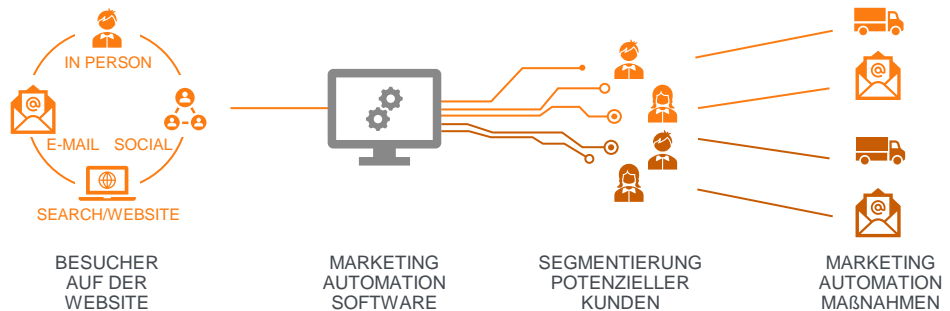 IN PERSON
E-MAIL
SOCIAL
SEARCH/WEBSITE
BESUCHER
AUF DER
WEBSITE
MARKETING
AUTOMATION
SOFTWARE
SEGMENTIERUNG
POTENZIELLER
KUNDEN
MARKETING
AUTOMATION
MAßNAHMEN